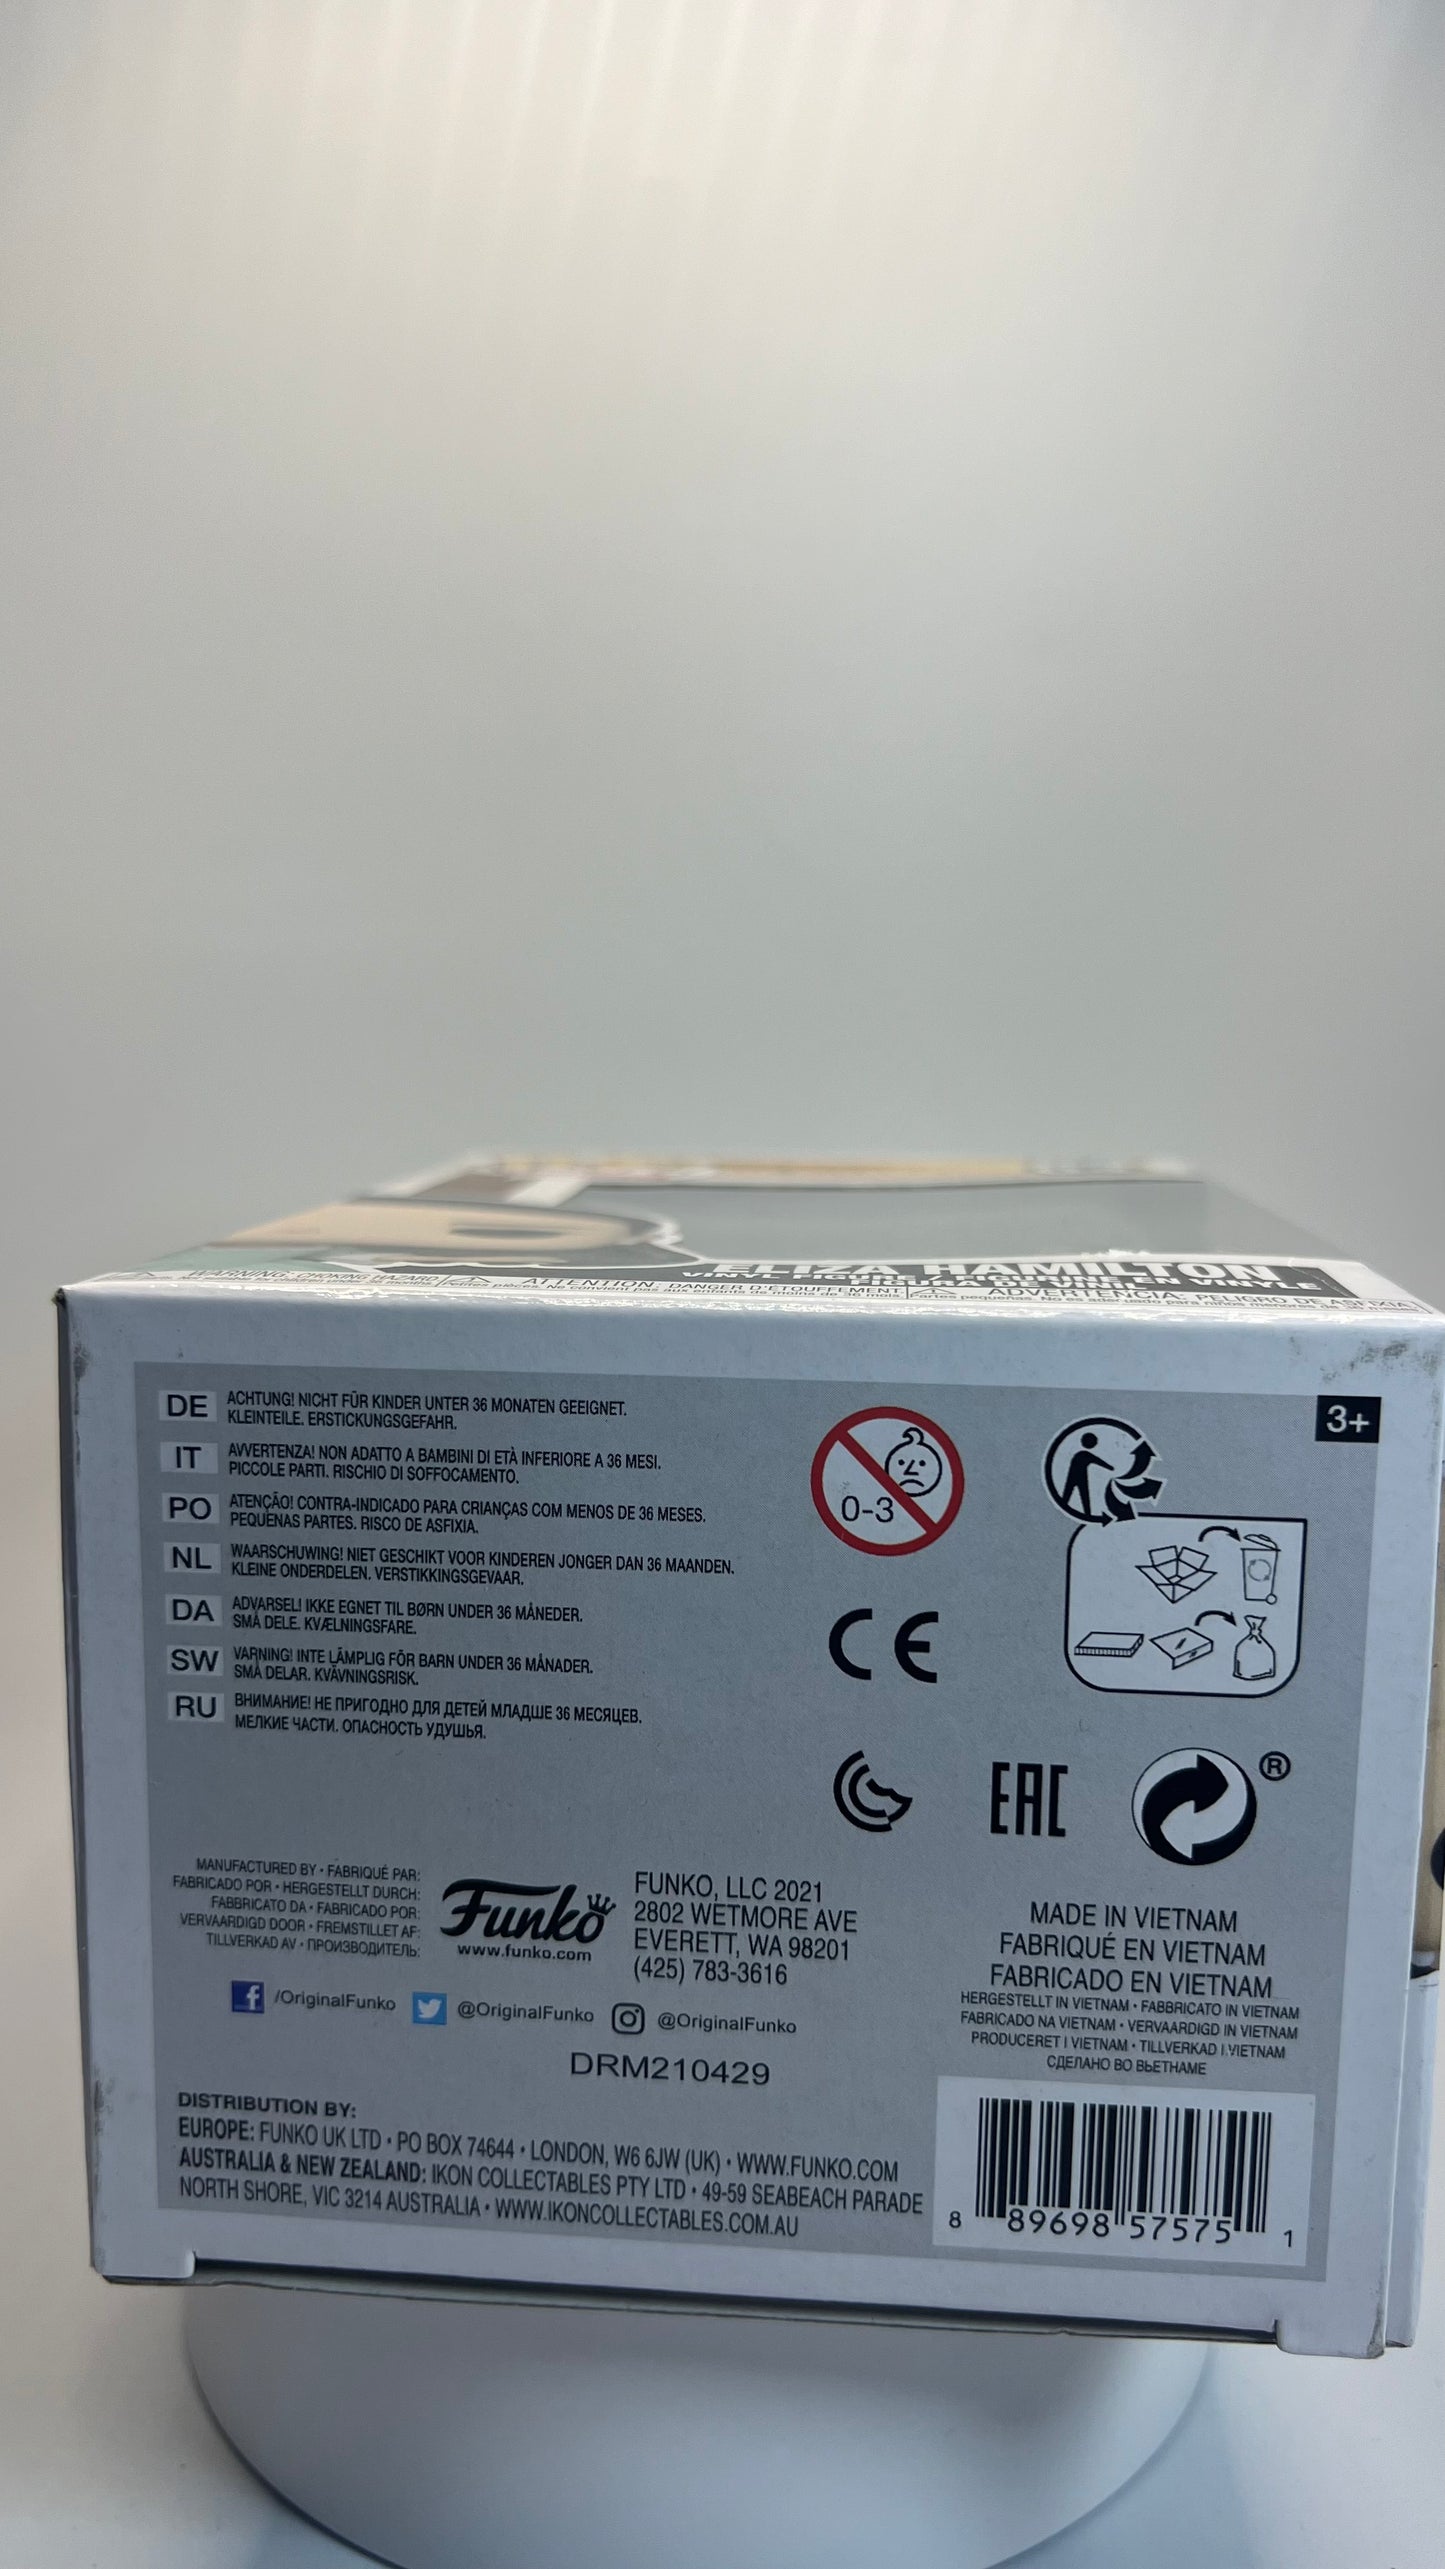 ELIZA HAMILTON
WARNING: CHOKING HAZARD
ATTENTION: DANGER D'ÉTOUFFEMENT
ADVERTENCIA: PELIGRO DE ASFIXIA
DE ACHTUNG! NICHT FÜR KINDER UNTER 36 MONATEN GEEIGNET.
KLEINTEILE. ERSTICKUNGSGEFAHR.
IT AVVERTENZA! NON ADATTO A BAMBINI DI ETÀ INFERIORE A 36 MESI.
PICCOLE PARTI. RISCHIO DI SOFFOCAMENTO.
PO ATENÇÃO! CONTRA-INDICADO PARA CRIANÇAS COM MENOS DE 36 MESES.
PEQUENAS PARTES. RISCO DE ASFIXIA.
NL WAARSCHUWING! NIET GESCHIKT VOOR KINDEREN JONGER DAN 36 MAANDEN.
KLEINE ONDERDELEN. VERSTIKKINGSGEVAAR.
DA ADVARSEL! IKKE EGNET TIL BØRN UNDER 36 MÅNEDER.
SMÅ DELE. KVÆLNINGSFARE.
SW VARNING! INTE LÄMPLIG FÖR BARN UNDER 36 MÅNADER.
SMÅ DELAR. KVÄVNINGSRISK.
RU ВНИМАНИЕ! НЕ ПРИГОДНО ДЛЯ ДЕТЕЙ МЛАДШЕ 36 МЕСЯЦЕВ.
МЕЛКИЕ ЧАСТИ. ОПАСНОСТЬ УДУШЬЯ.
0-3
3+
CE
EAC
®
MANUFACTURED BY • FABRIQUÉ PAR:
FABRICADO POR • HERGESTELLT DURCH:
FABBRICATO DA • FABRICADO POR:
VERVAARDIGD DOOR • FREMSTILLET AF:
TILLVERKAD AV • ПРОИЗВОДИТЕЛЬ:
Funko
www.funko.com
FUNKO, LLC 2021
2802 WETMORE AVE
EVERETT, WA 98201
(425) 783-3616
/OriginalFunko @OriginalFunko @OriginalFunko
DRM210429
MADE IN VIETNAM
FABRIQUÉ EN VIETNAM
FABRICADO EN VIETNAM
HERGESTELLT IN VIETNAM • FABBRICATO IN VIETNAM
FABRICADO NA VIETNAM • VERVAARDIGD IN VIETNAM
PRODUCERET I VIETNAM • TILLVERKAD I VIETNAM
СДЕЛАНО ВО ВЬЕТНАМЕ
DISTRIBUTION BY:
EUROPE: FUNKO UK LTD • PO BOX 74644 • LONDON, W6 6JW (UK) • WWW.FUNKO.COM
AUSTRALIA & NEW ZEALAND: IKON COLLECTABLES PTY LTD • 49-59 SEABEACH PARADE
NORTH SHORE, VIC 3214 AUSTRALIA • WWW.IKONCOLLECTABLES.COM.AU
8 89698 57575 1